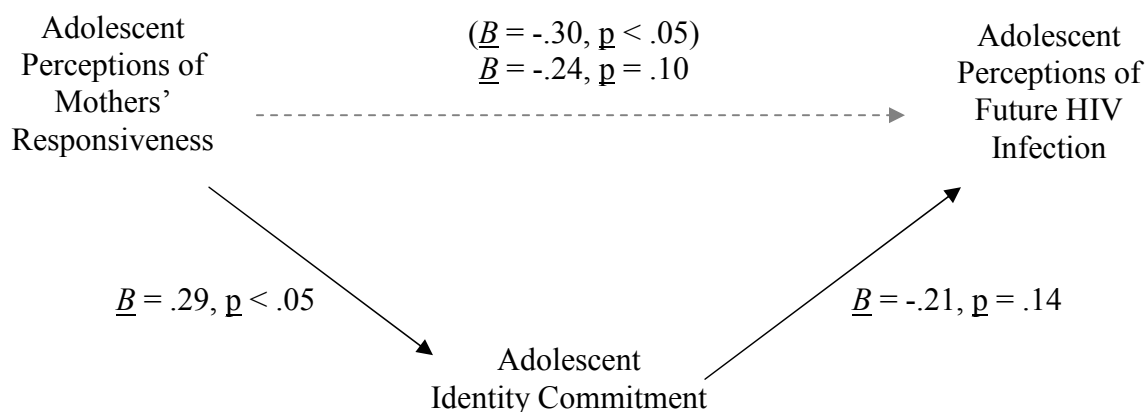 Adolescent
Perceptions of
Mothers’
Responsiveness
(B = -.30, p < .05)
B = -.24, p = .10
Adolescent
Perceptions of
Future HIV
Infection
B = .29, p < .05
B = -.21, p = .14
Adolescent
Identity Commitment